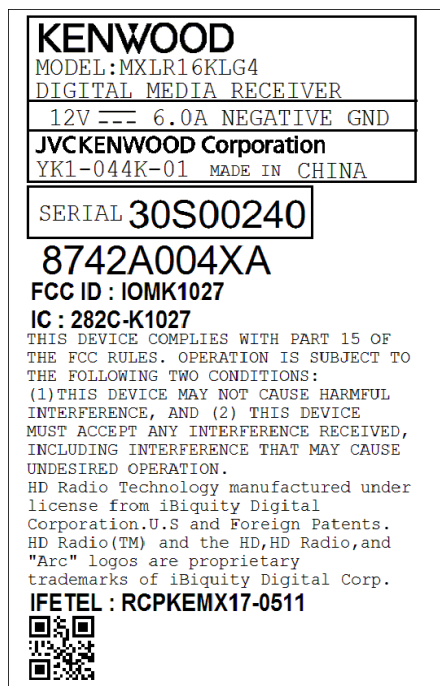 KENWOOD
MODEL:MXLR16KLG4
DIGITAL MEDIA RECEIVER
12V ⎓ 6.0A NEGATIVE GND
JVCKENWOOD Corporation
YK1-044K-01 MADE IN CHINA
SERIAL 30S00240
8742A004XA
FCC ID : IOMK1027
IC : 282C-K1027
THIS DEVICE COMPLIES WITH PART 15 OF
THE FCC RULES. OPERATION IS SUBJECT TO
THE FOLLOWING TWO CONDITIONS:
(1)THIS DEVICE MAY NOT CAUSE HARMFUL
INTERFERENCE, AND (2) THIS DEVICE
MUST ACCEPT ANY INTERFERENCE RECEIVED,
INCLUDING INTERFERENCE THAT MAY CAUSE
UNDESIRED OPERATION.
HD Radio Technology manufactured under
license from iBiquity Digital
Corporation.U.S and Foreign Patents.
HD Radio(TM) and the HD,HD Radio,and
"Arc" logos are proprietary
trademarks of iBiquity Digital Corp.
IFETEL : RCPKEMX17-0511